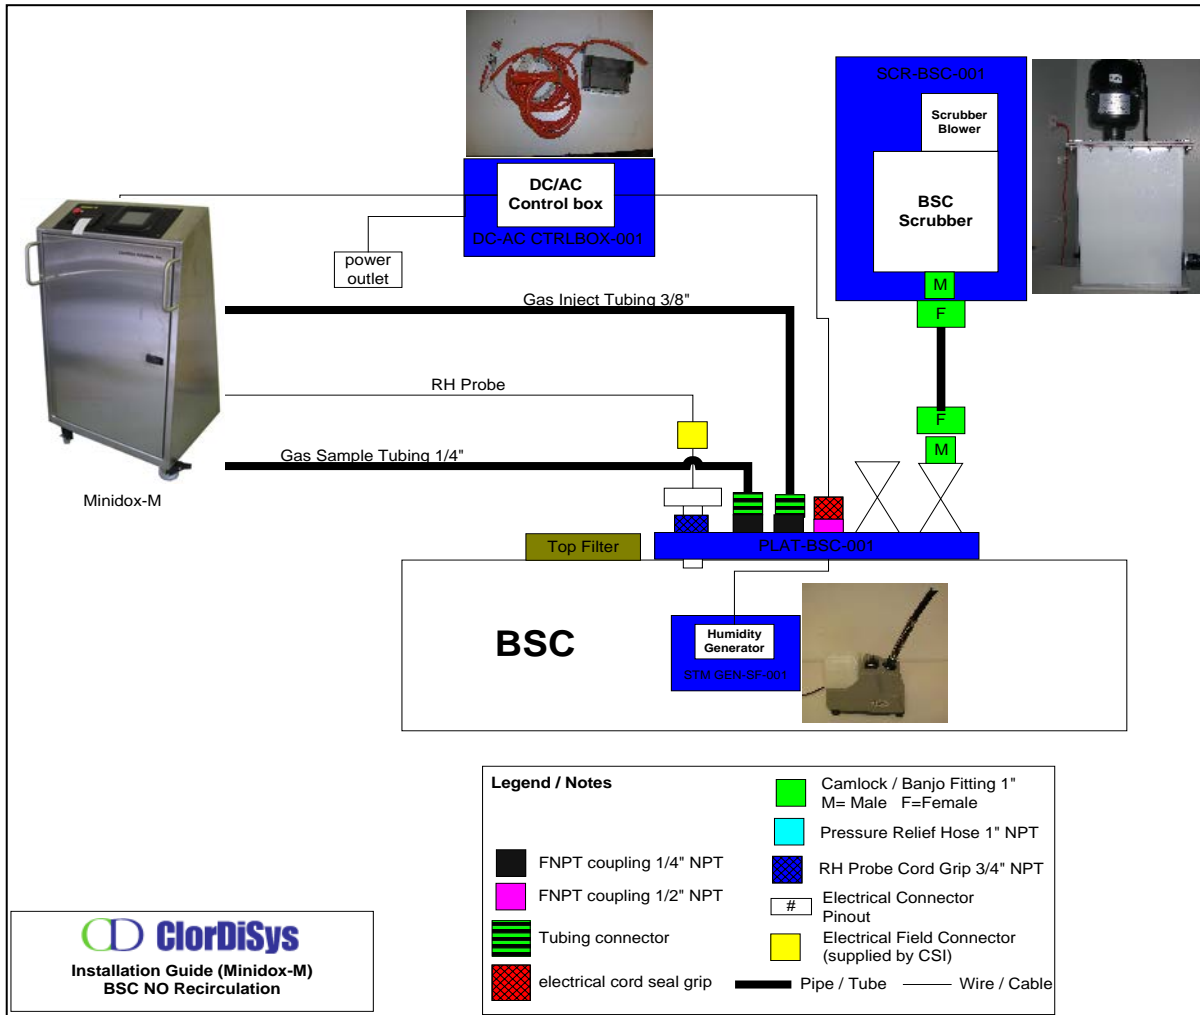 SCR-BSC-001
Scrubber
Blower
DC/AC
Control box
BSC
Scrubber
DC-AC CTRLBOX-001
power
outlet
M
F
Gas Inject Tubing 3/8"
RH Probe
F
M
Gas Sample Tubing 1/4"
Minidox-M
Top Filter
PLAT-BSC-001
BSC
Humidity
Generator
STM-GEN-SF-001
Legend / Notes
FNPT coupling 1/4" NPT
FNPT coupling 1/2" NPT
Tubing connector
electrical cord seal grip
Camlock / Banjo Fitting 1"
M= Male F=Female
Pressure Relief Hose 1" NPT
RH Probe Cord Grip 3/4" NPT
# Electrical Connector
Pinout
Electrical Field Connector
(supplied by CSI)
Pipe / Tube
Wire / Cable
ClorDiSys
Installation Guide (Minidox-M)
BSC NO Recirculation